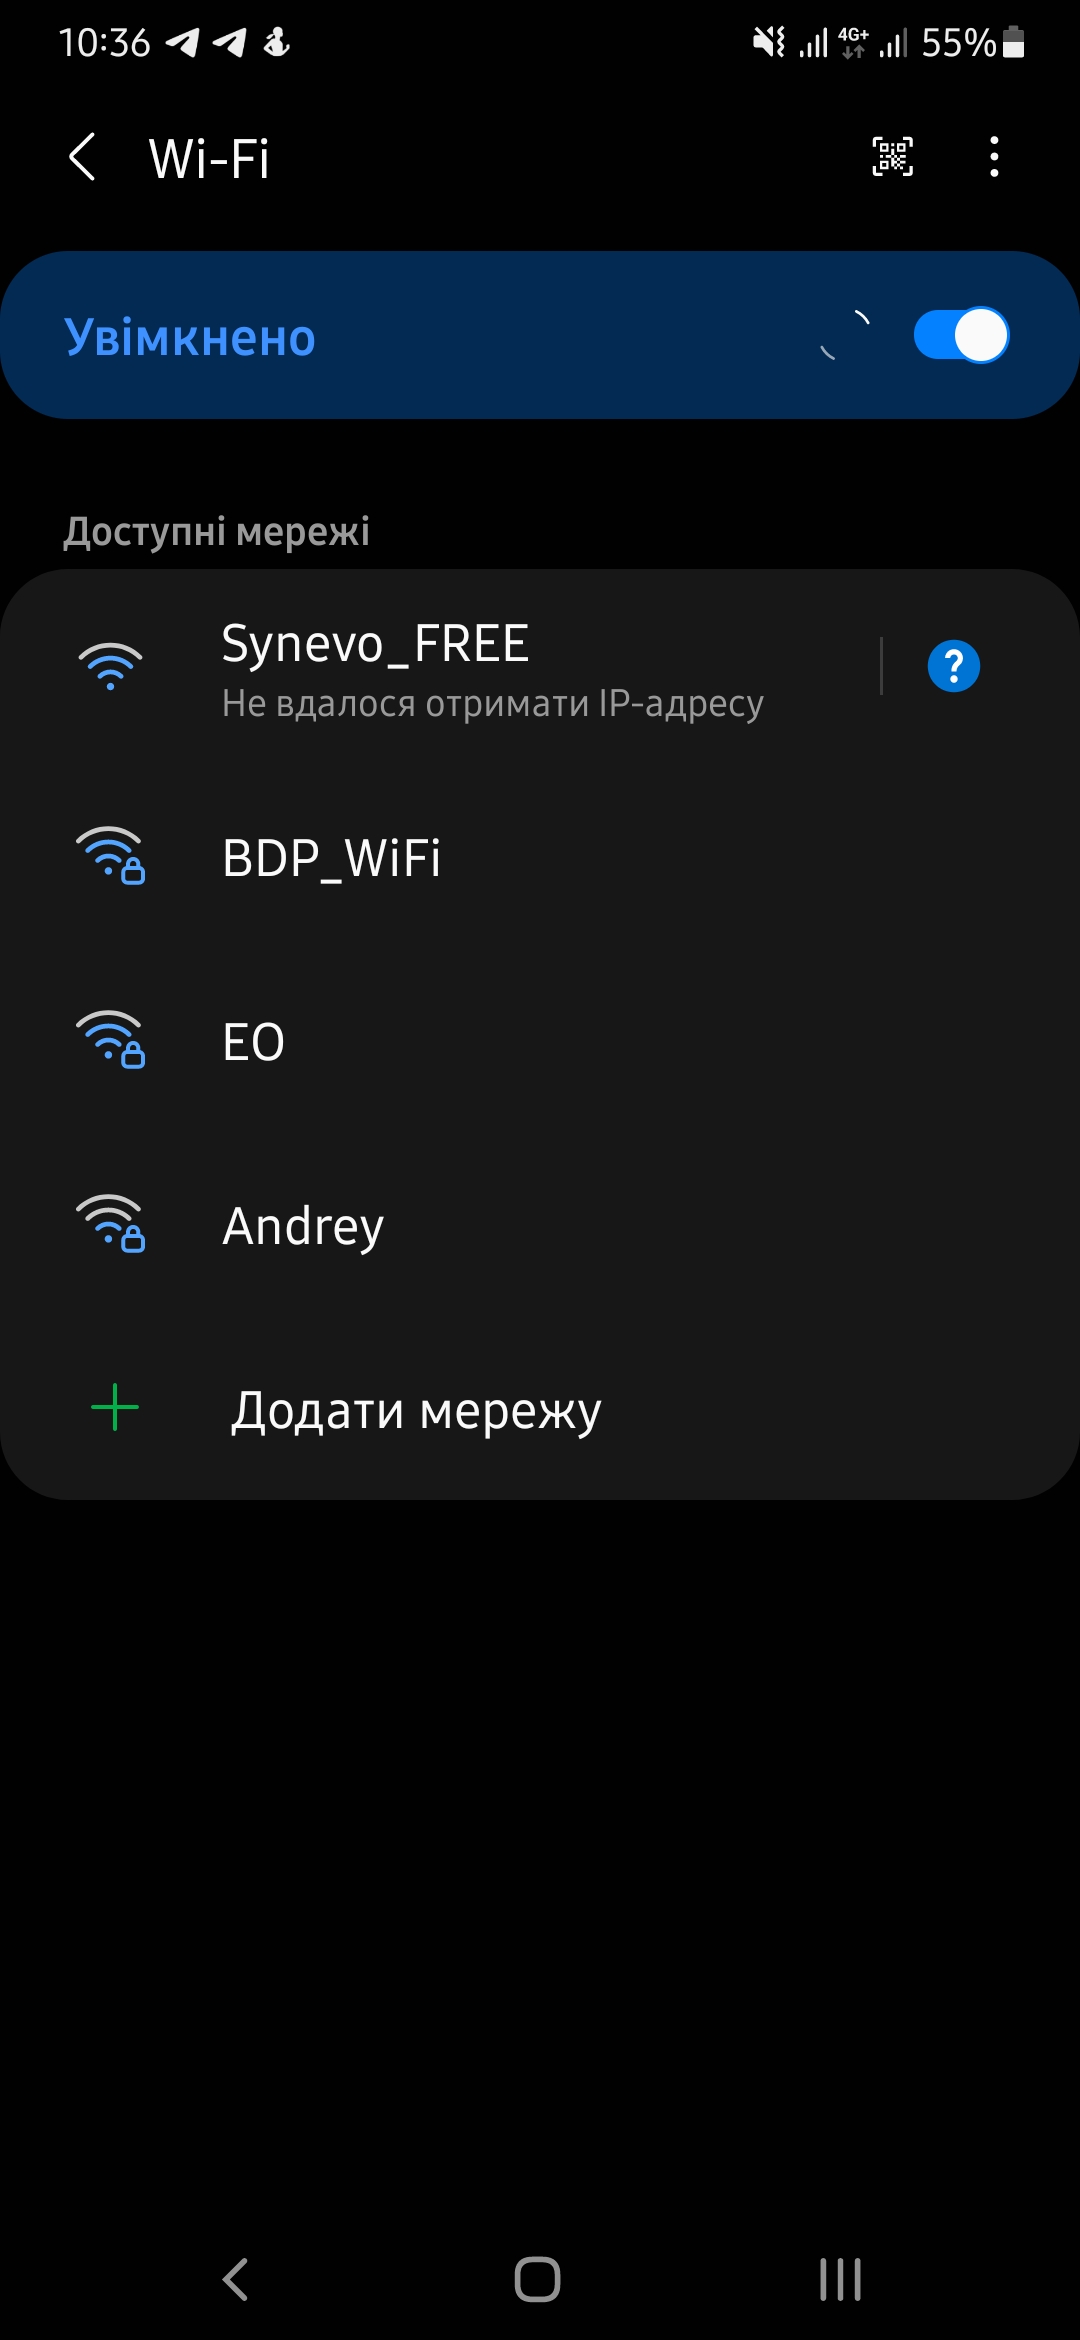 10:36 4G+ 55%
Wi-Fi
Увімкнено
Доступні мережі
Synevo_FREE
Не вдалося отримати IP-адресу
?
BDP_WiFi
EO
Andrey
Додати мережу